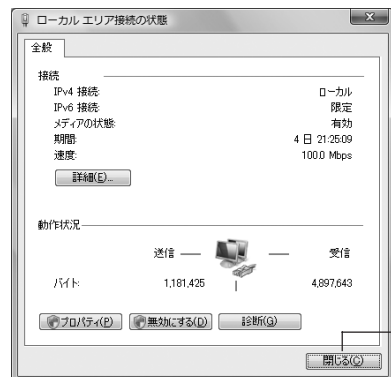 ローカル エリア接続の状態
全般
接続
IPv4 接続: ローカル
IPv6 接続: 限定
メディアの状態: 有効
期間: 4 日 21:25:09
速度: 100.0 Mbps
詳細(E)...
動作状況
送信 — — 受信
バイト: 1,181,425 | 4,897,643
プロパティ(P) 無効にする(D) 診断(G)
閉じる(C)